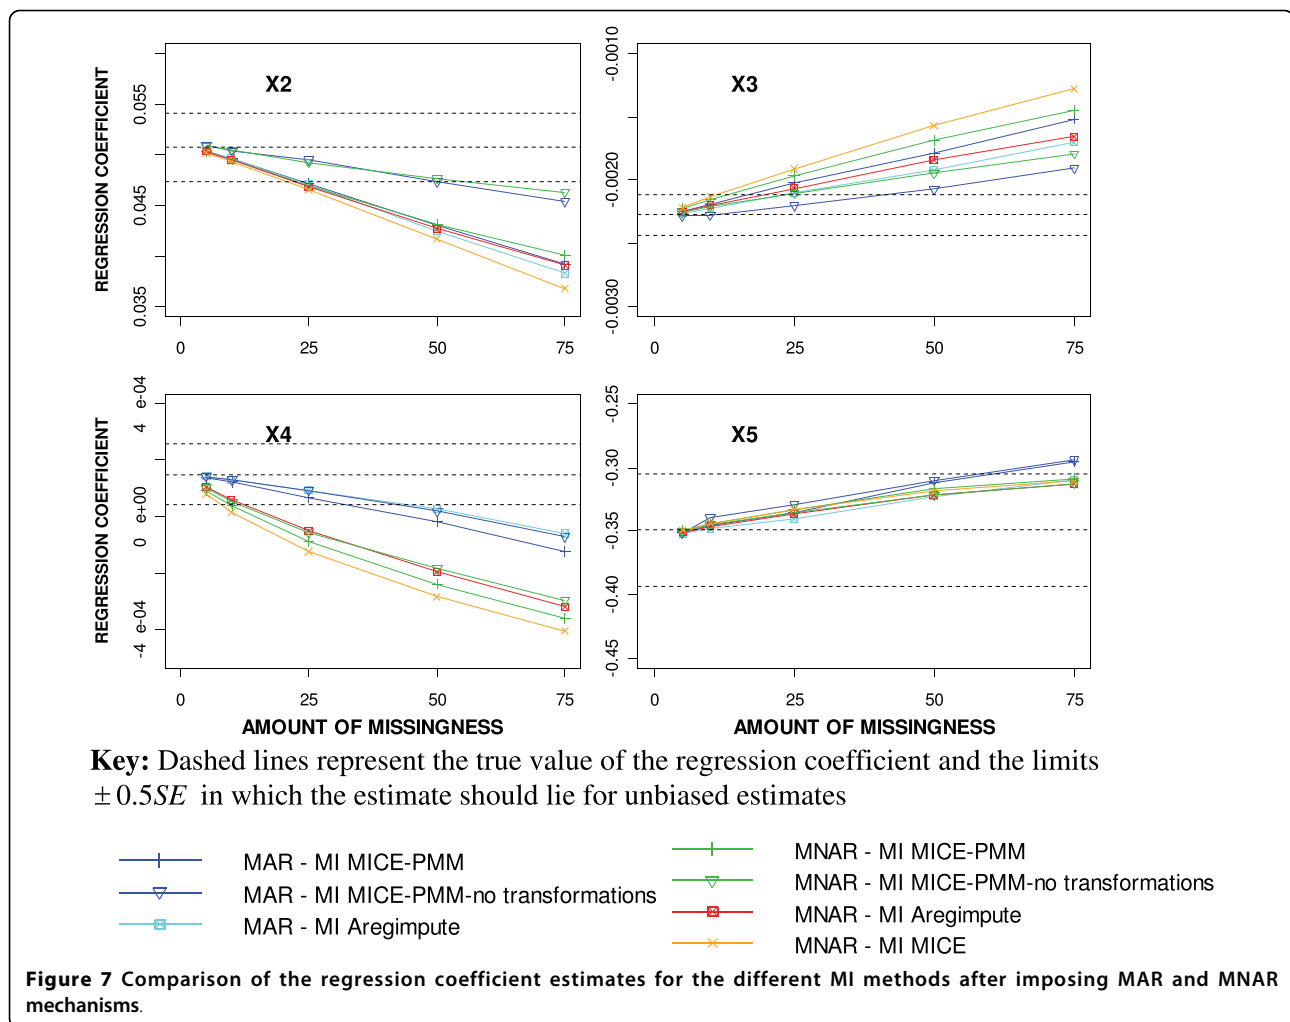 X2
REGRESSION COEFFICIENT
0.035
0.045
0.055
0
25
50
75
X3
-0.0030
-0.0020
-0.0010
0
25
50
75
X4
REGRESSION COEFFICIENT
-4 e-04
0 e+00
4 e-04
0
25
50
75
AMOUNT OF MISSINGNESS
X5
-0.45
-0.40
-0.35
-0.30
-0.25
0
25
50
75
AMOUNT OF MISSINGNESS
Key: Dashed lines represent the true value of the regression coefficient and the limits
±0.5SE in which the estimate should lie for unbiased estimates
MAR - MI MICE-PMM
MAR - MI MICE-PMM-no transformations
MAR - MI Aregimpute
MNAR - MI MICE-PMM
MNAR - MI MICE-PMM-no transformations
MNAR - MI Aregimpute
MNAR - MI MICE
Figure 7 Comparison of the regression coefficient estimates for the different MI methods after imposing MAR and MNAR
mechanisms.